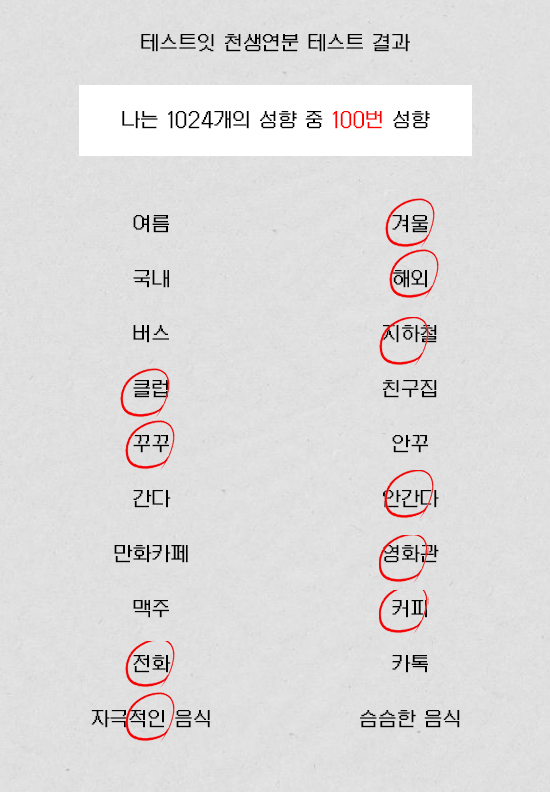 테스트잇 천생연분 테스트 결과
나는 1024개의 성향 중 100번 성향
여름 겨울
국내 해외
버스 지하철
클럽 친구집
꾸꾸 안꾸
간다 안간다
만화카페 영화관
맥주 커피
전화 카톡
자극적인 음식 슴슴한 음식